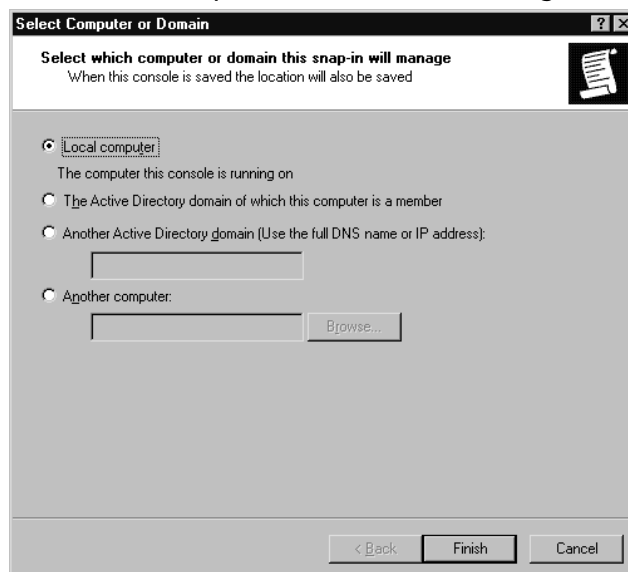 Select Computer or Domain
Select which computer or domain this snap-in will manage
When this console is saved the location will also be saved
Local computer
The computer this console is running on
The Active Directory domain of which this computer is a member
Another Active Directory domain (Use the full DNS name or IP address):
Another computer:
Browse...
< Back Finish Cancel